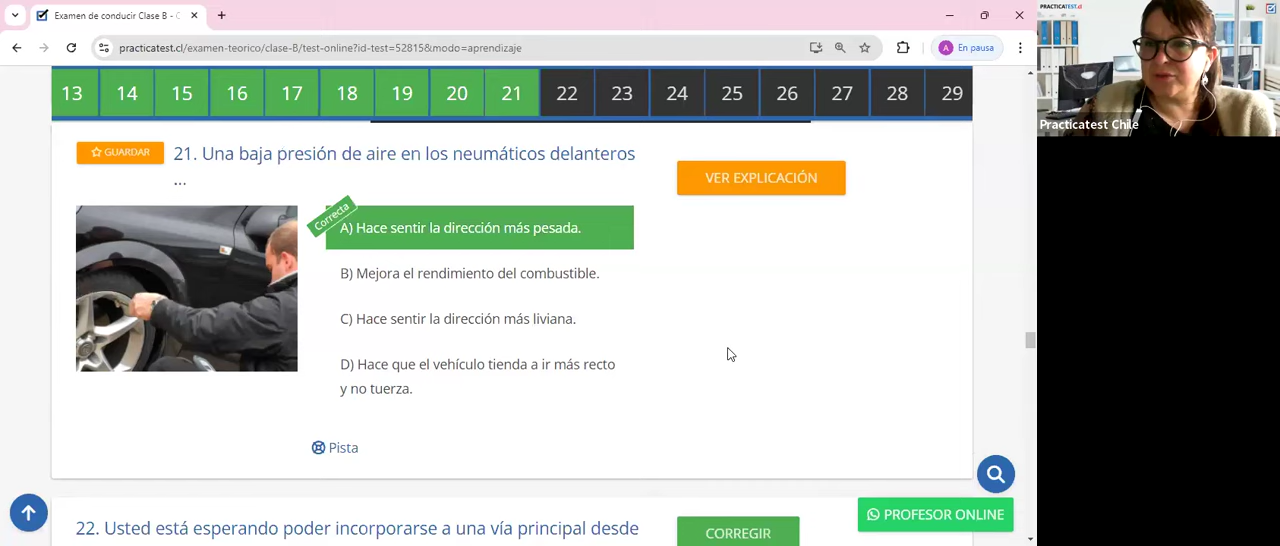 Examen de conducir Clase B - C
practicatest.cl/examen-teorico/clase-B/test-online?id-test=52815&modo=aprendizaje
A
En pausa
PRACTICATEST.cl
Practicatest Chile
13 14 15 16 17 18 19 20 21 22 23 24 25 26 27 28 29
GUARDAR
21. Una baja presión de aire en los neumáticos delanteros
...
VER EXPLICACIÓN
Correcta
A) Hace sentir la dirección más pesada.
B) Mejora el rendimiento del combustible.
C) Hace sentir la dirección más liviana.
D) Hace que el vehículo tienda a ir más recto
y no tuerza.
Pista
PROFESOR ONLINE
22. Usted está esperando poder incorporarse a una vía principal desde
CORREGIR